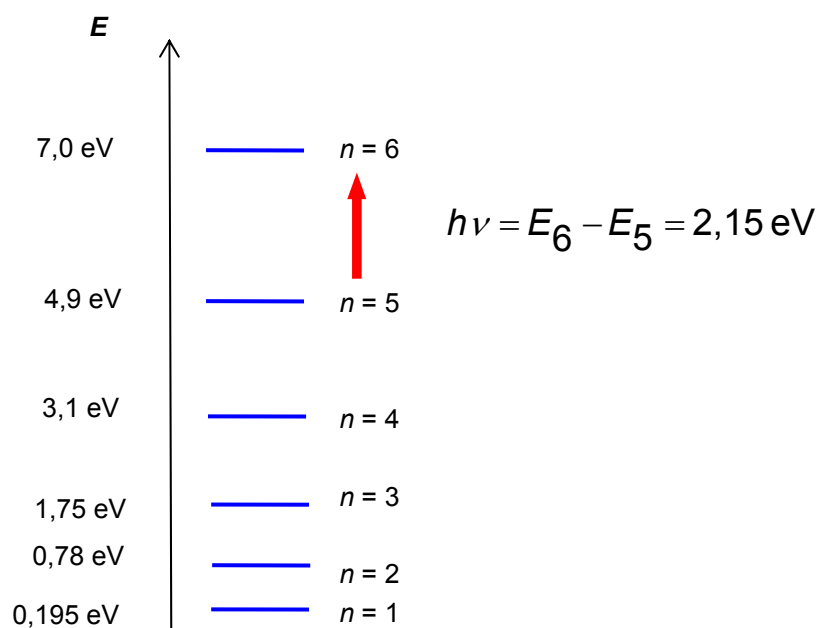 E
7,0 eV
n = 6
hν = E₆ − E₅ = 2,15 eV
4,9 eV
n = 5
3,1 eV
n = 4
1,75 eV
n = 3
0,78 eV
n = 2
0,195 eV
n = 1